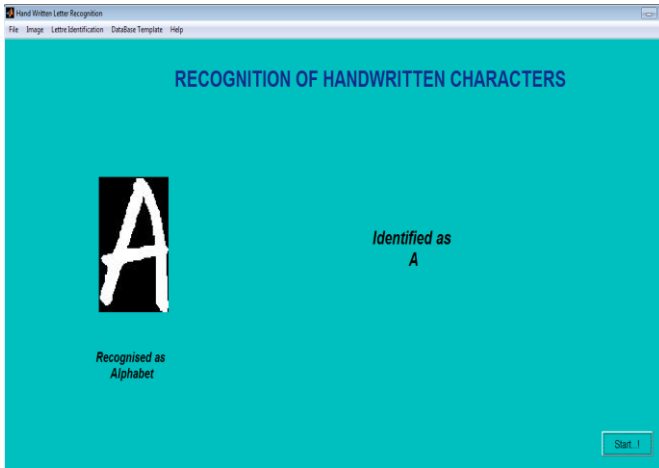 Hand Written Letter Recognition
File Image Lettre Identification DataBase Template Help
RECOGNITION OF HANDWRITTEN CHARACTERS
A
Identified as
A
Recognised as
Alphabet
Start..!